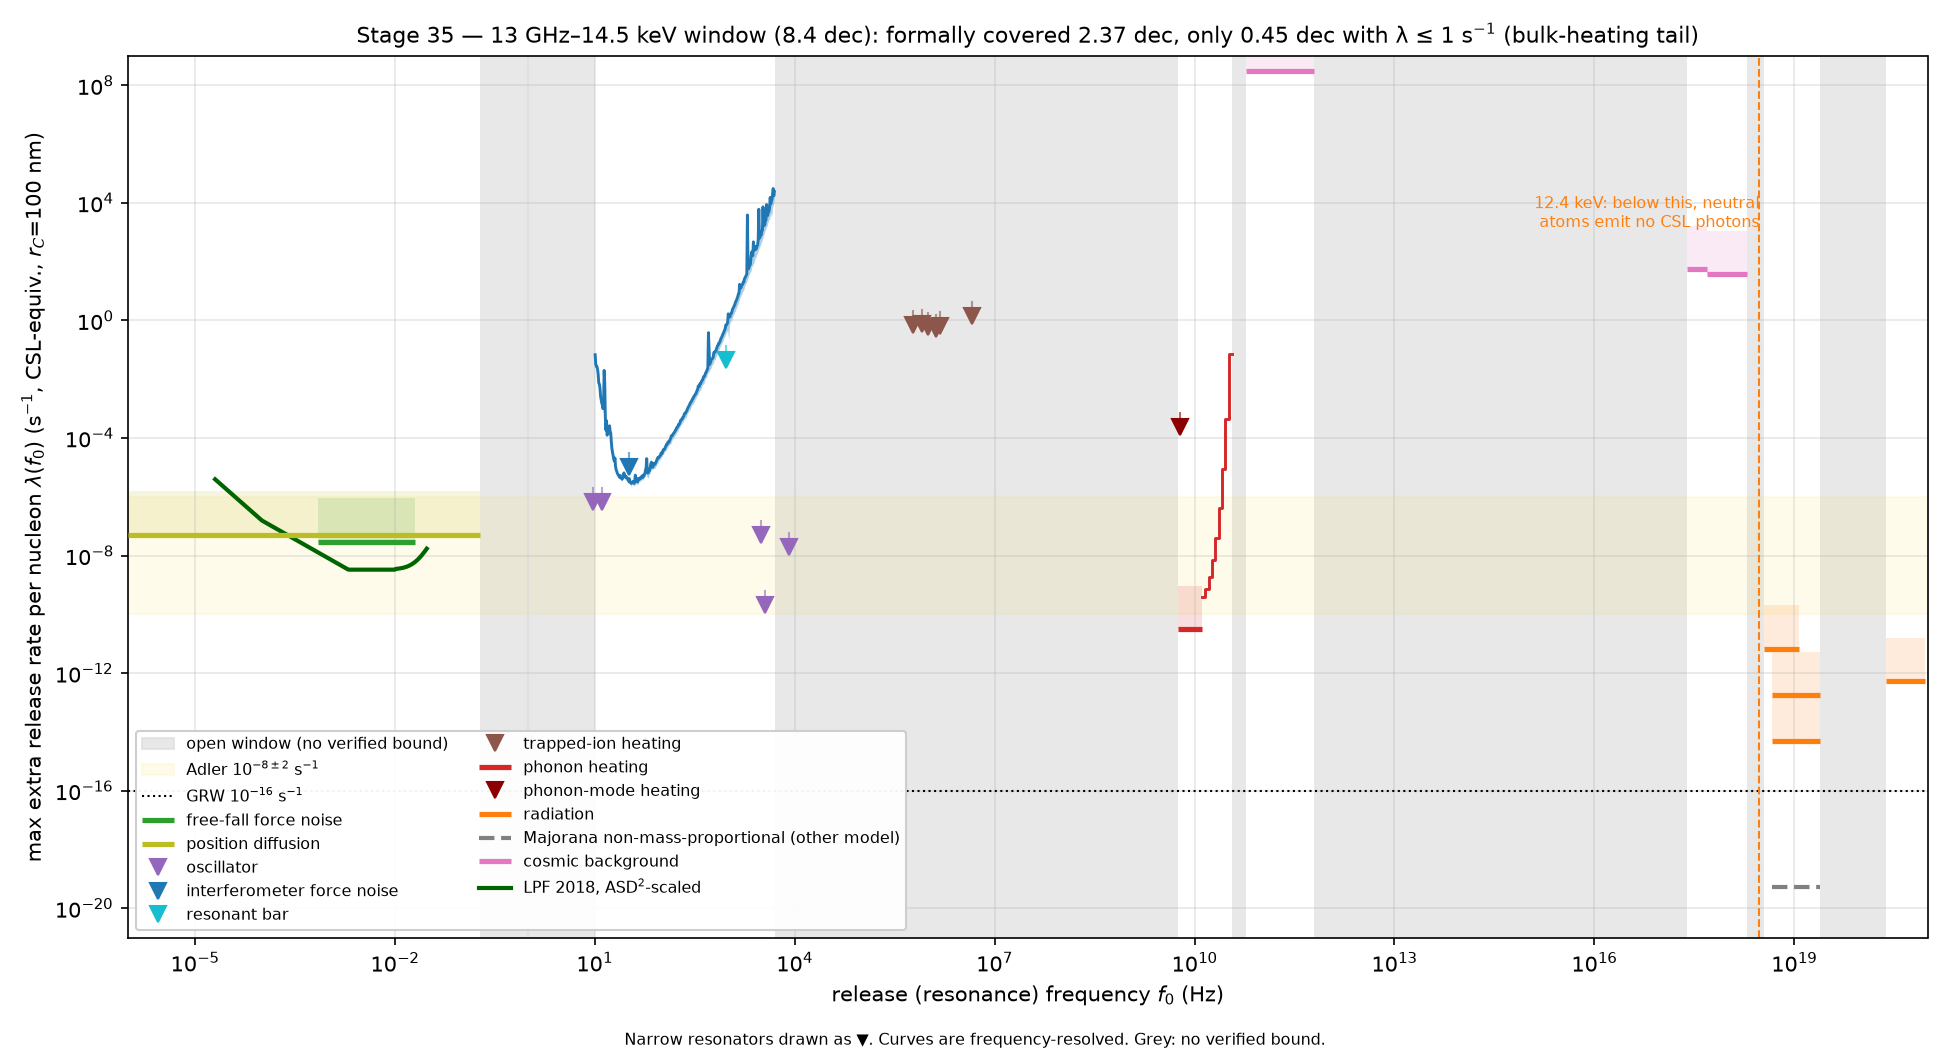 Stage 35 — 13 GHz–14.5 keV window (8.4 dec): formally covered 2.37 dec, only 0.45 dec with λ ≤ 1 s⁻¹ (bulk-heating tail)
max extra release rate per nucleon λ(f₀) (s⁻¹, CSL-equiv., r_C=100 nm)
10⁸
10⁴
10⁰
10⁻⁴
10⁻⁸
10⁻¹²
10⁻¹⁶
10⁻²⁰
12.4 keV: below this, neutral
atoms emit no CSL photons
open window (no verified bound)
Adler 10⁻⁸±² s⁻¹
GRW 10⁻¹⁶ s⁻¹
free-fall force noise
position diffusion
oscillator
interferometer force noise
resonant bar
trapped-ion heating
phonon heating
phonon-mode heating
radiation
Majorana non-mass-proportional (other model)
cosmic background
LPF 2018, ASD²-scaled
10⁻⁵ 10⁻² 10¹ 10⁴ 10⁷ 10¹⁰ 10¹³ 10¹⁶ 10¹⁹
release (resonance) frequency f₀ (Hz)
Narrow resonators drawn as ▼. Curves are frequency-resolved. Grey: no verified bound.